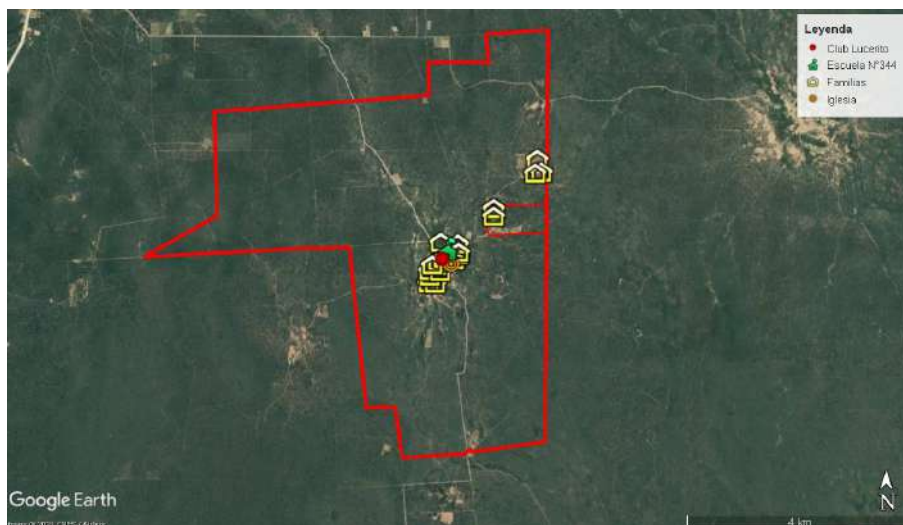 Leyenda
Club Lucerito
Escuela N°344
Familias
Iglesia
Google Earth
N
4 km